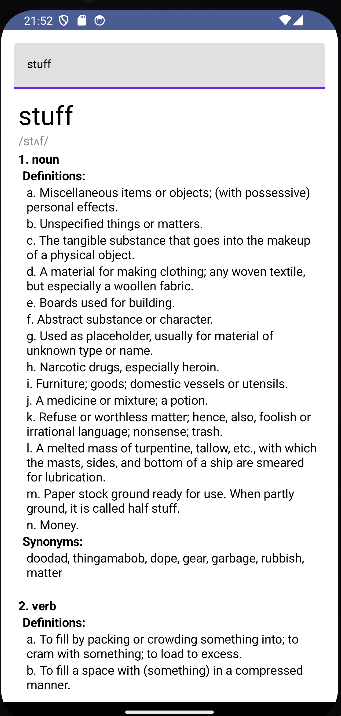 21:52
stuff
stuff
/stʌf/
1. noun
Definitions:
a. Miscellaneous items or objects; (with possessive)
personal effects.
b. Unspecified things or matters.
c. The tangible substance that goes into the makeup
of a physical object.
d. A material for making clothing; any woven textile,
but especially a woollen fabric.
e. Boards used for building.
f. Abstract substance or character.
g. Used as placeholder, usually for material of
unknown type or name.
h. Narcotic drugs, especially heroin.
i. Furniture; goods; domestic vessels or utensils.
j. A medicine or mixture; a potion.
k. Refuse or worthless matter; hence, also, foolish or
irrational language; nonsense; trash.
l. A melted mass of turpentine, tallow, etc., with which
the masts, sides, and bottom of a ship are smeared
for lubrication.
m. Paper stock ground ready for use. When partly
ground, it is called half stuff.
n. Money.
Synonyms:
doodad, thingamabob, dope, gear, garbage, rubbish,
matter
2. verb
Definitions:
a. To fill by packing or crowding something into; to
cram with something; to load to excess.
b. To fill a space with (something) in a compressed
manner.